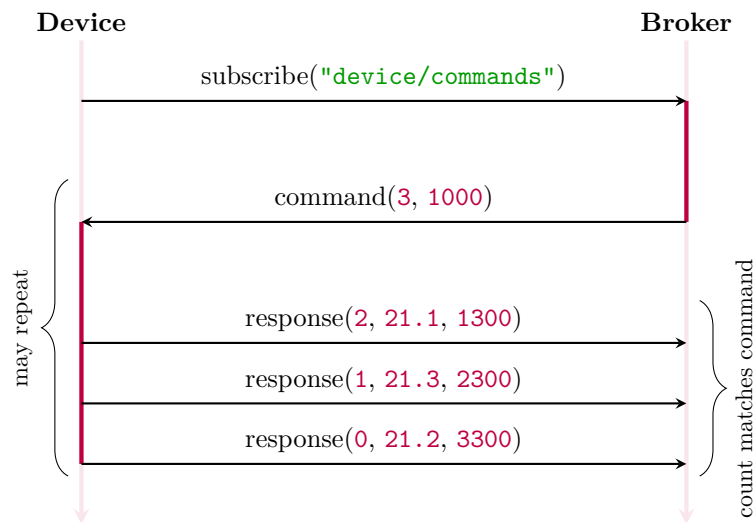 Device Broker
subscribe("device/commands")
command(3, 1000)
may repeat
response(2, 21.1, 1300)
response(1, 21.3, 2300)
response(0, 21.2, 3300)
count matches command